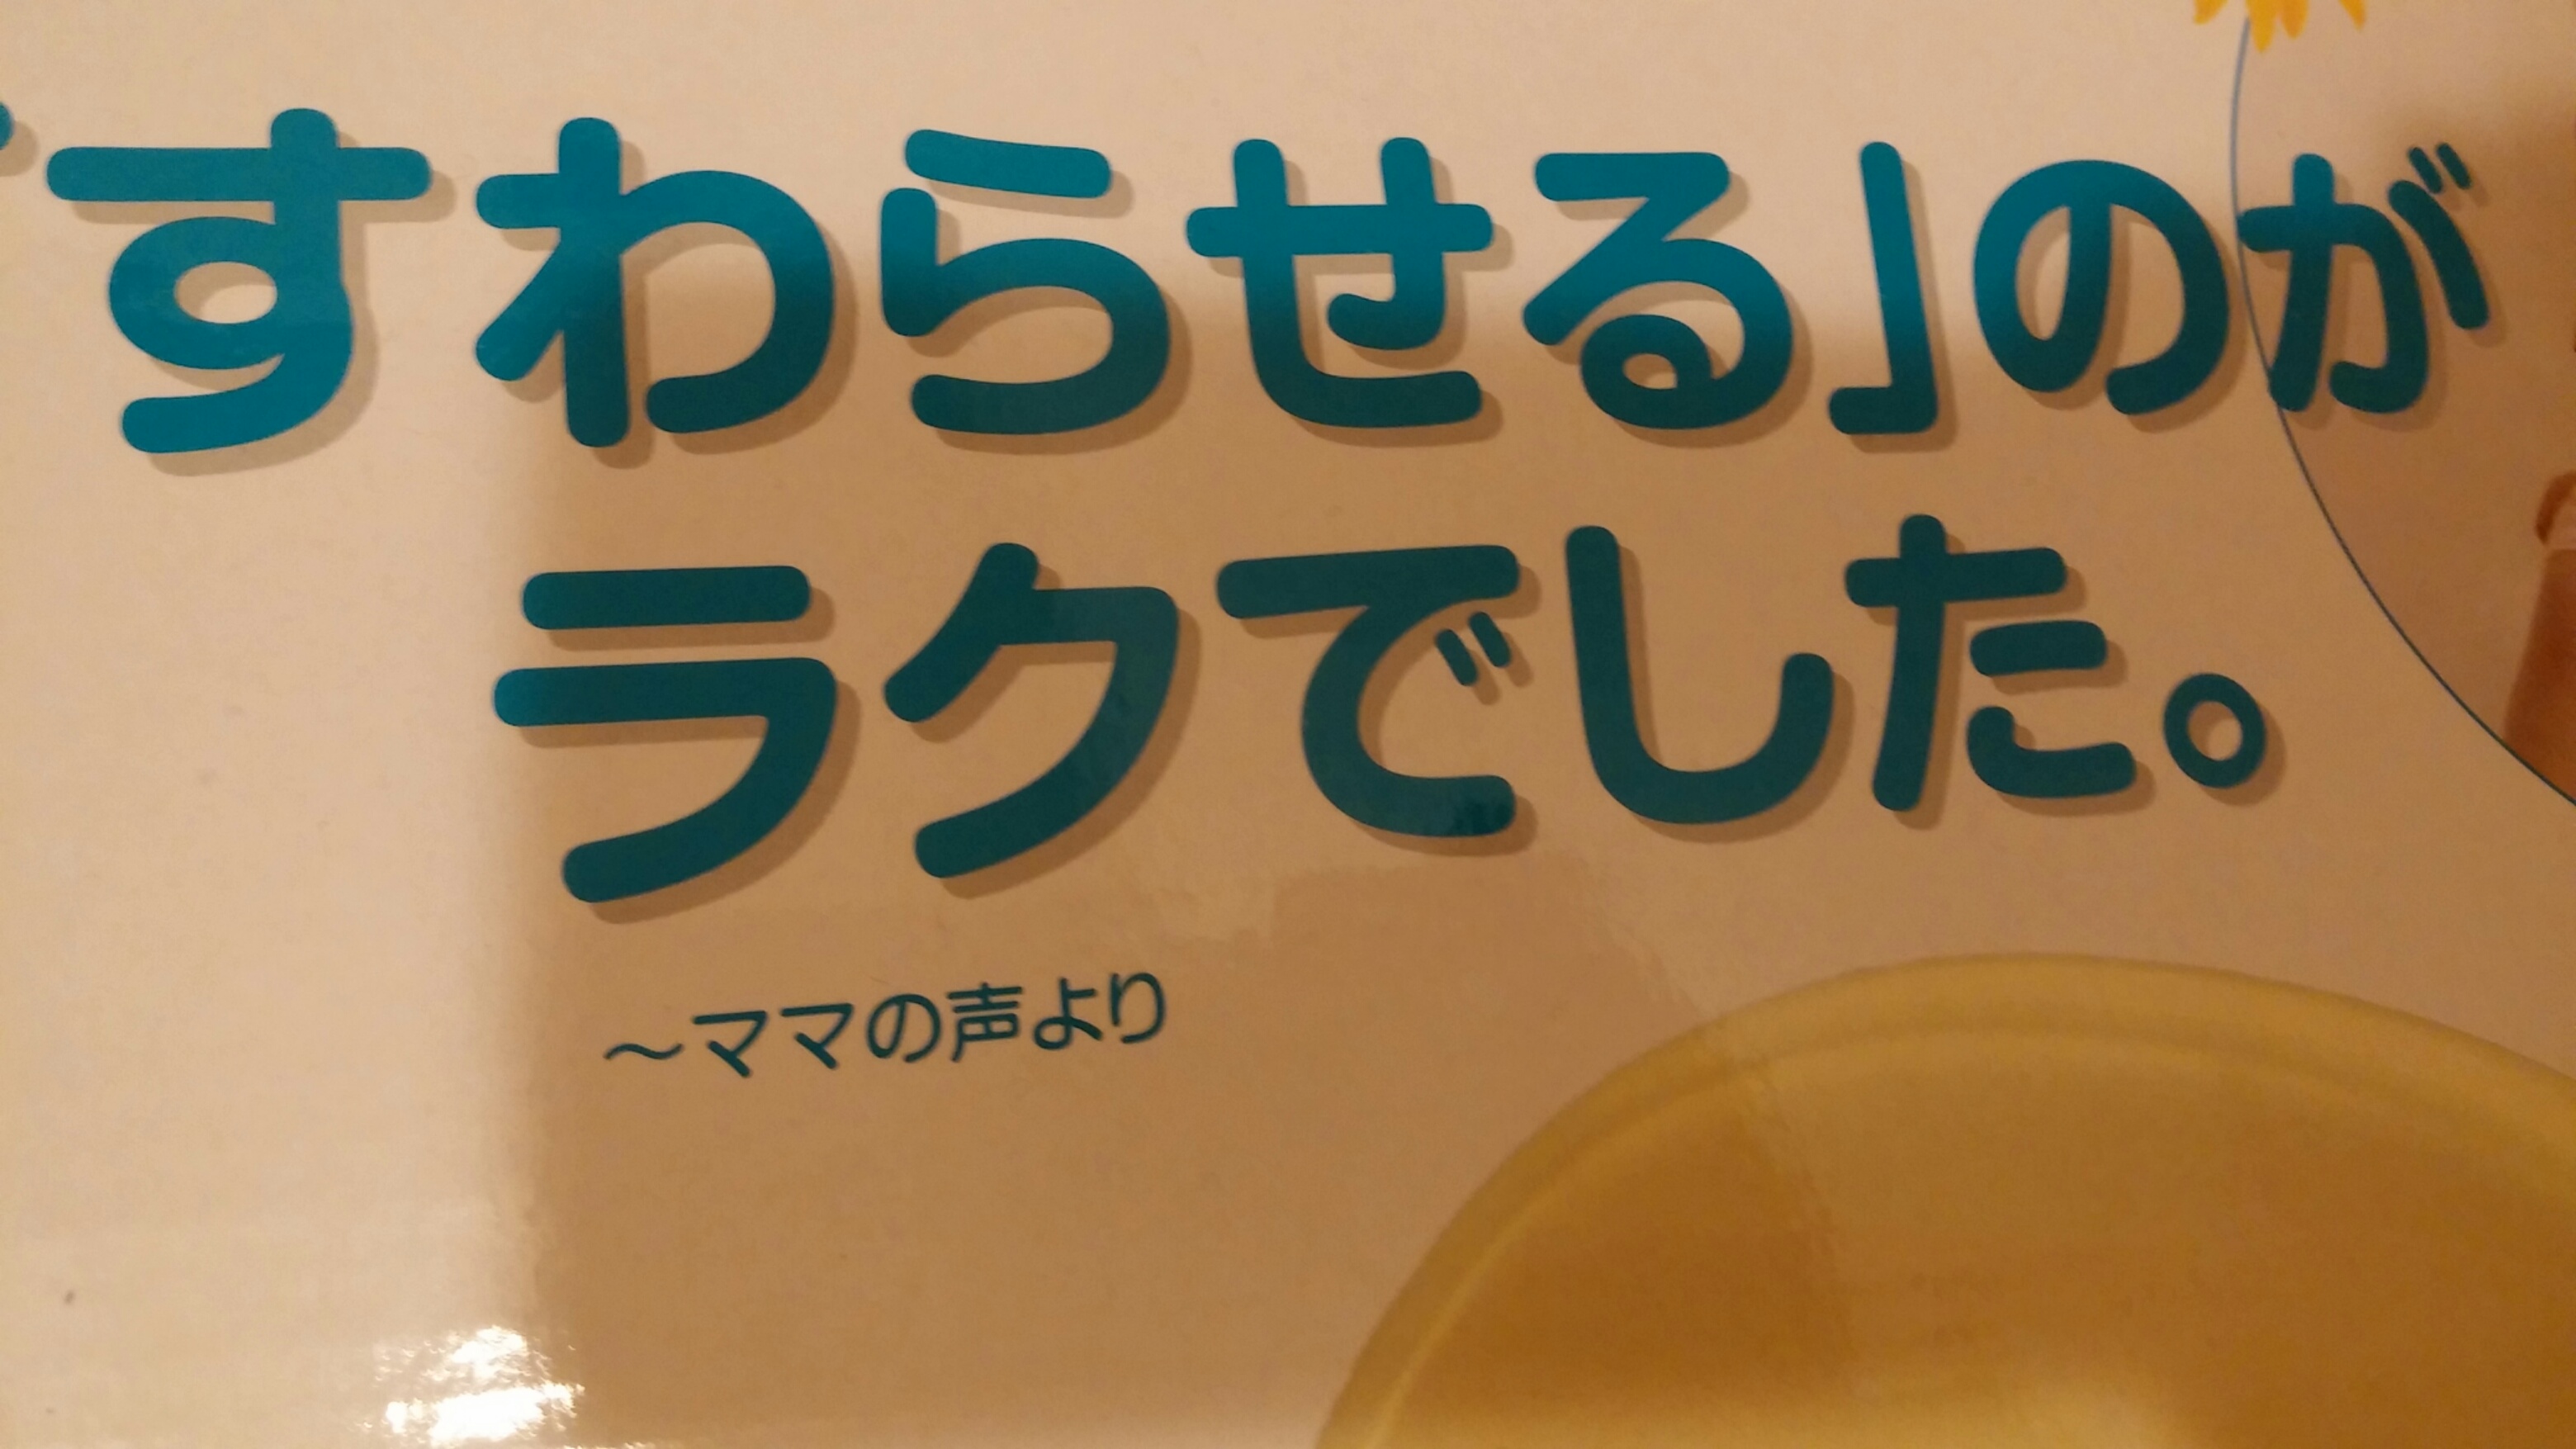 すわらせる」のが
ラクでした。
～ママの声より